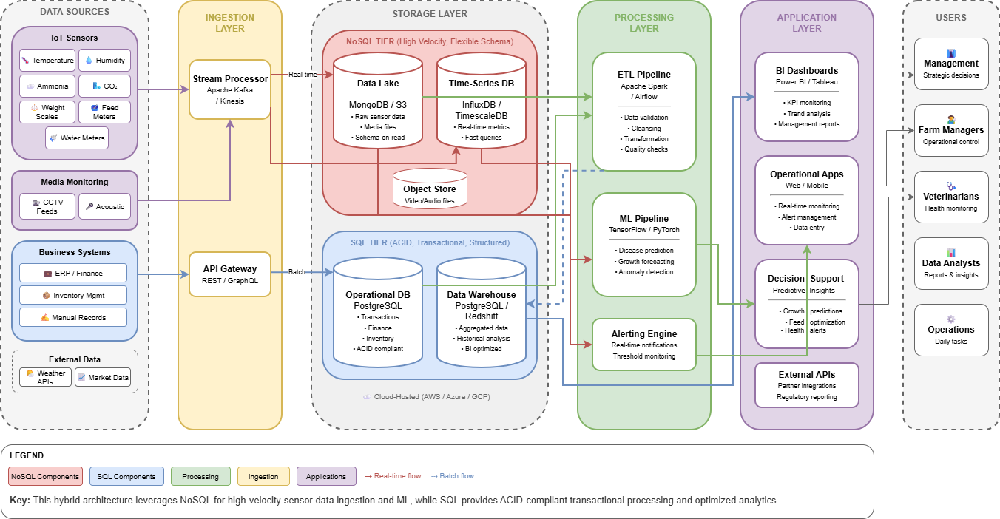 DATA SOURCES
IoT Sensors
Temperature
Humidity
Ammonia
CO₂
Weight
Scales
Feed
Meters
Water Meters
Media Monitoring
CCTV
Feeds
Acoustic
Business Systems
ERP / Finance
Inventory Mgmt
Manual Records
External Data
Weather
APIs
Market Data
INGESTION
LAYER
Stream Processor
Apache Kafka
/ Kinesis
API Gateway
REST / GraphQL
Real-time
Batch
STORAGE LAYER
NoSQL TIER (High Velocity, Flexible Schema)
Data Lake
MongoDB / S3
• Raw sensor data
• Media files
• Schema-on-read
Time-Series DB
InfluxDB /
TimescaleDB
• Real-time metrics
• Fast queries
Object Store
Video/Audio files
SQL TIER (ACID, Transactional, Structured)
Operational DB
PostgreSQL
• Transactions
• Finance
• Inventory
• ACID compliant
Data Warehouse
PostgreSQL /
Redshift
• Aggregated data
• Historical analysis
• BI optimized
Cloud-Hosted (AWS / Azure / GCP)
PROCESSING
LAYER
ETL Pipeline
Apache Spark
/ Airflow
• Data validation
• Cleansing
• Transformation
• Quality checks
ML Pipeline
TensorFlow / PyTorch
• Disease prediction
• Growth forecasting
• Anomaly detection
Alerting Engine
Real-time notifications
Threshold monitoring
APPLICATION
LAYER
BI Dashboards
Power BI / Tableau
• KPI monitoring
• Trend analysis
• Management reports
Operational Apps
Web / Mobile
• Real-time monitoring
• Alert management
• Data entry
Decision Support
Predictive Insights
• Growth predictions
• Feed optimization
• Health alerts
External APIs
Partner integrations
Regulatory reporting
USERS
Management
Strategic decisions
Farm Managers
Operational control
Veterinarians
Health monitoring
Data Analysts
Reports & insights
Operations
Daily tasks
LEGEND
NoSQL Components
SQL Components
Processing
Ingestion
Applications
→ Real-time flow
→ Batch flow
Key: This hybrid architecture leverages NoSQL for high-velocity sensor data ingestion and ML, while SQL provides ACID-compliant transactional processing and optimized analytics.